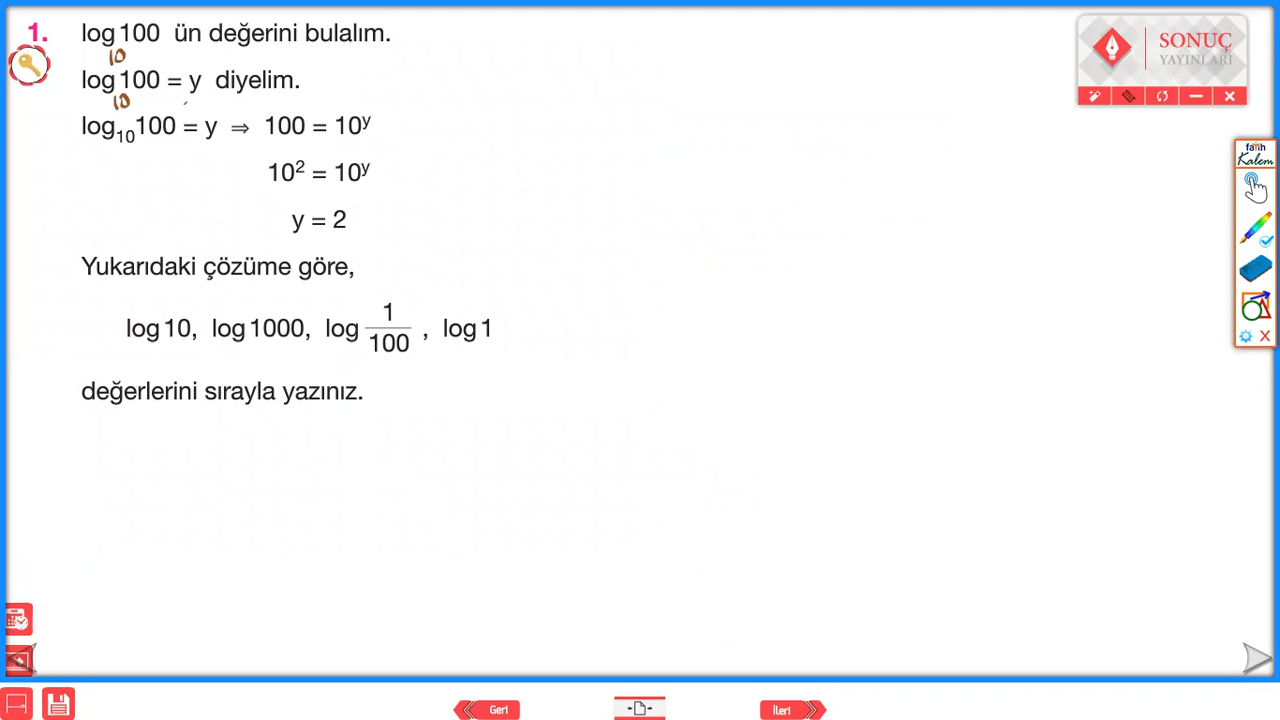 1. log 100 ün değerini bulalım.
10
log 100 = y diyelim.
10
log₁₀100 = y ⇒ 100 = 10ʸ
10² = 10ʸ
y = 2
Yukarıdaki çözüme göre,
log 10, log 1000, log 1/100, log 1
değerlerini sırayla yazınız.
SONUÇ
YAYINLARI
fatih
Kalem
Geri
İleri